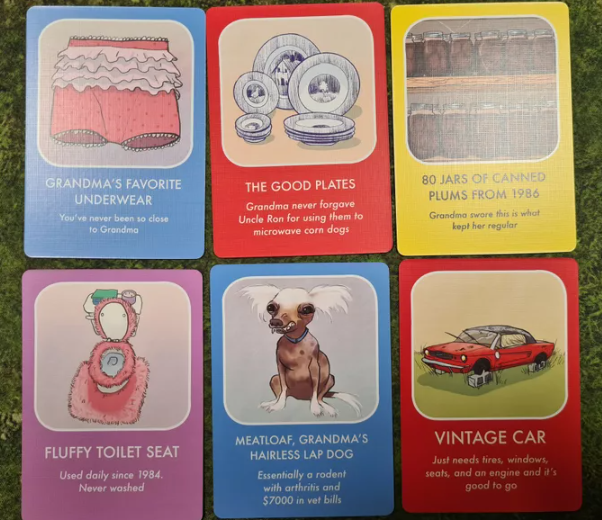 GRANDMA'S FAVORITE
UNDERWEAR
You've never been so close
to Grandma
THE GOOD PLATES
Grandma never forgave
Uncle Ron for using them to
microwave corn dogs
80 JARS OF CANNED
PLUMS FROM 1986
Grandma swore this is what
kept her regular
FLUFFY TOILET SEAT
Used daily since 1984.
Never washed
MEATLOAF, GRANDMA'S
HAIRLESS LAP DOG
Essentially a rodent
with arthritis and
$7000 in vet bills
VINTAGE CAR
Just needs tires, windows,
seats, and an engine and it's
good to go